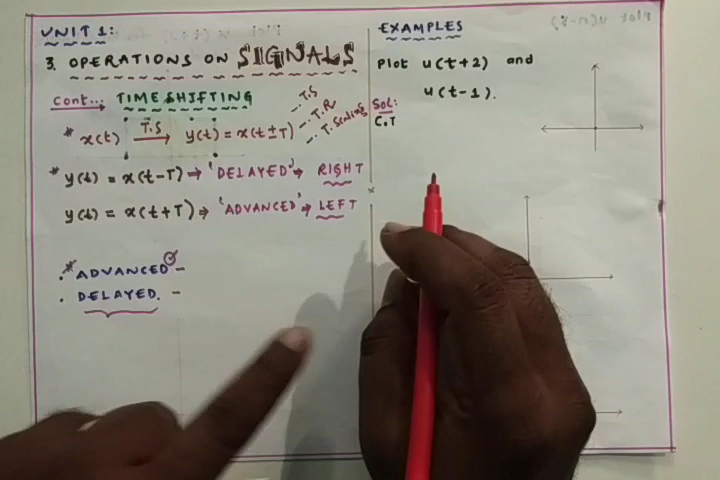 UNIT 1:
3. OPERATIONS ON SIGNALS
Cont... TIME SHIFTING
- T.S
* x(t) T.S → y(t) = x(t ± T) - T.R
- T. Scaling
* y(t) = x(t-T) → 'DELAYED' → RIGHT
y(t) = x(t+T) → 'ADVANCED' → LEFT
* ADVANCED -
. DELAYED. -
EXAMPLES
Plot u(t+2) and
u(t-1).
Sol:
C.T